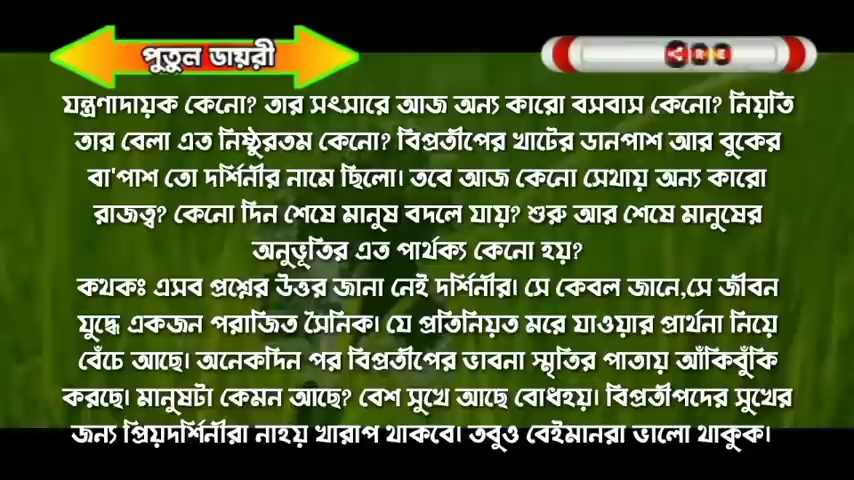 পুতুল ডায়রী
যন্ত্রণাদায়ক কেনো? তার সংসারে আজ অন্য কারো বসবাস কেনো? নিয়তি
তার বেলা এত নিষ্ঠুরতম কেনো? বিপ্রতীপের খাটের ডানপাশ আর বুকের
বা'পাশ তো দর্শিনীর নামে ছিলো। তবে আজ কেনো সেথায় অন্য কারো
রাজত্ব? কেনো দিন শেষে মানুষ বদলে যায়? শুরু আর শেষে মানুষের
অনুভূতির এত পার্থক্য কেনো হয়?
কথকঃ এসব প্রশ্নের উত্তর জানা নেই দর্শিনীর। সে কেবল জানে,সে জীবন
যুদ্ধে একজন পরাজিত সৈনিক। যে প্রতিনিয়ত মরে যাওয়ার প্রার্থনা নিয়ে
বেঁচে আছে। অনেকদিন পর বিপ্রতীপের ভাবনা স্মৃতির পাতায় আঁকিবুঁকি
করছে। মানুষটা কেমন আছে? বেশ সুখে আছে বোধহয়। বিপ্রতীপদের সুখের
জন্য প্রিয়দর্শিনীরা নাহয় খারাপ থাকবে। তবুও বেইমানরা ভালো থাকুক।